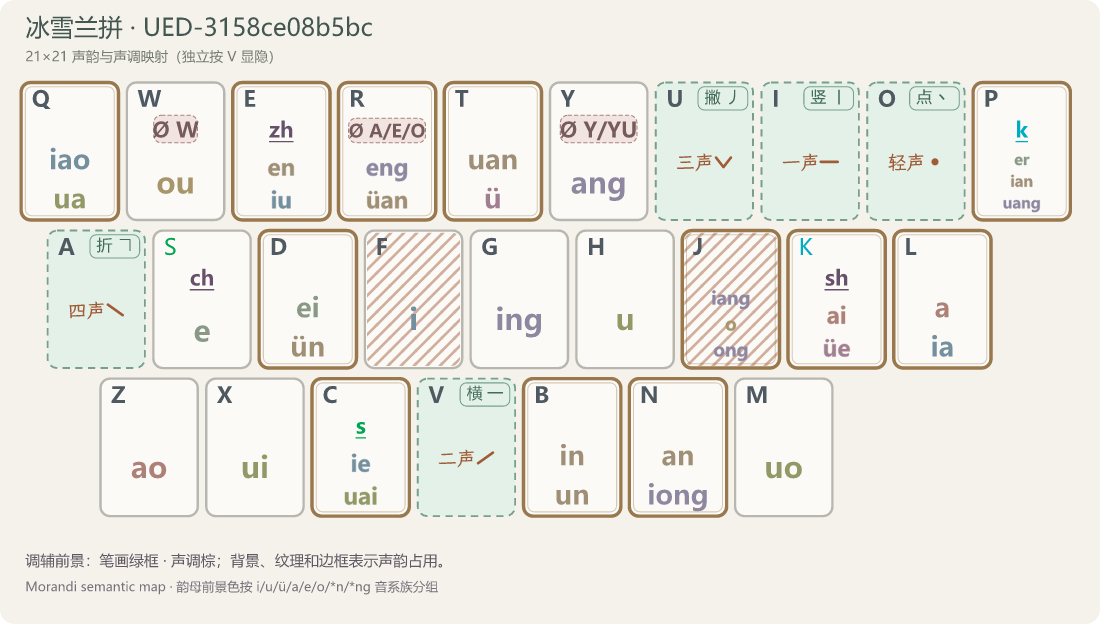 冰雪兰拼 · UED-3158ce08b5bc
21×21 声韵与声调映射（独立按 V 显隐）
Q
iao
ua
W
Ø W
ou
E
zh
en
iu
R
Ø A/E/O
eng
üan
T
uan
ü
Y
Ø Y/YU
ang
U 撇丿
三声
I 竖丨
一声
O 点丶
轻声
P
k
er
ian
uang
A 折𠃍
四声
S
ch
e
D
ei
ün
F
i
G
ing
H
u
J
iang
o
ong
K
sh
ai
üe
L
a
ia
Z
ao
X
ui
C
s
ie
uai
V 横一
二声
B
in
un
N
an
iong
M
uo
调辅前景：笔画绿框 · 声调棕；背景、纹理和边框表示声韵占用。
Morandi semantic map · 韵母前景色按 i/u/ü/a/e/o/*n/*ng 音系族分组